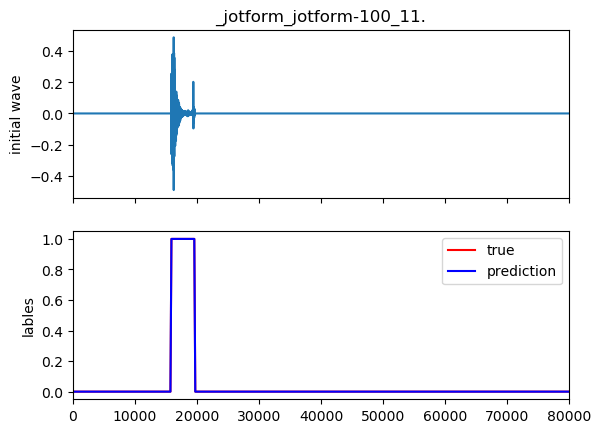 _jotform_jotform-100_11.
initial wave
0.4
0.2
0.0
−0.2
−0.4
lables
1.0
0.8
0.6
0.4
0.2
0.0
true
prediction
0 10000 20000 30000 40000 50000 60000 70000 80000